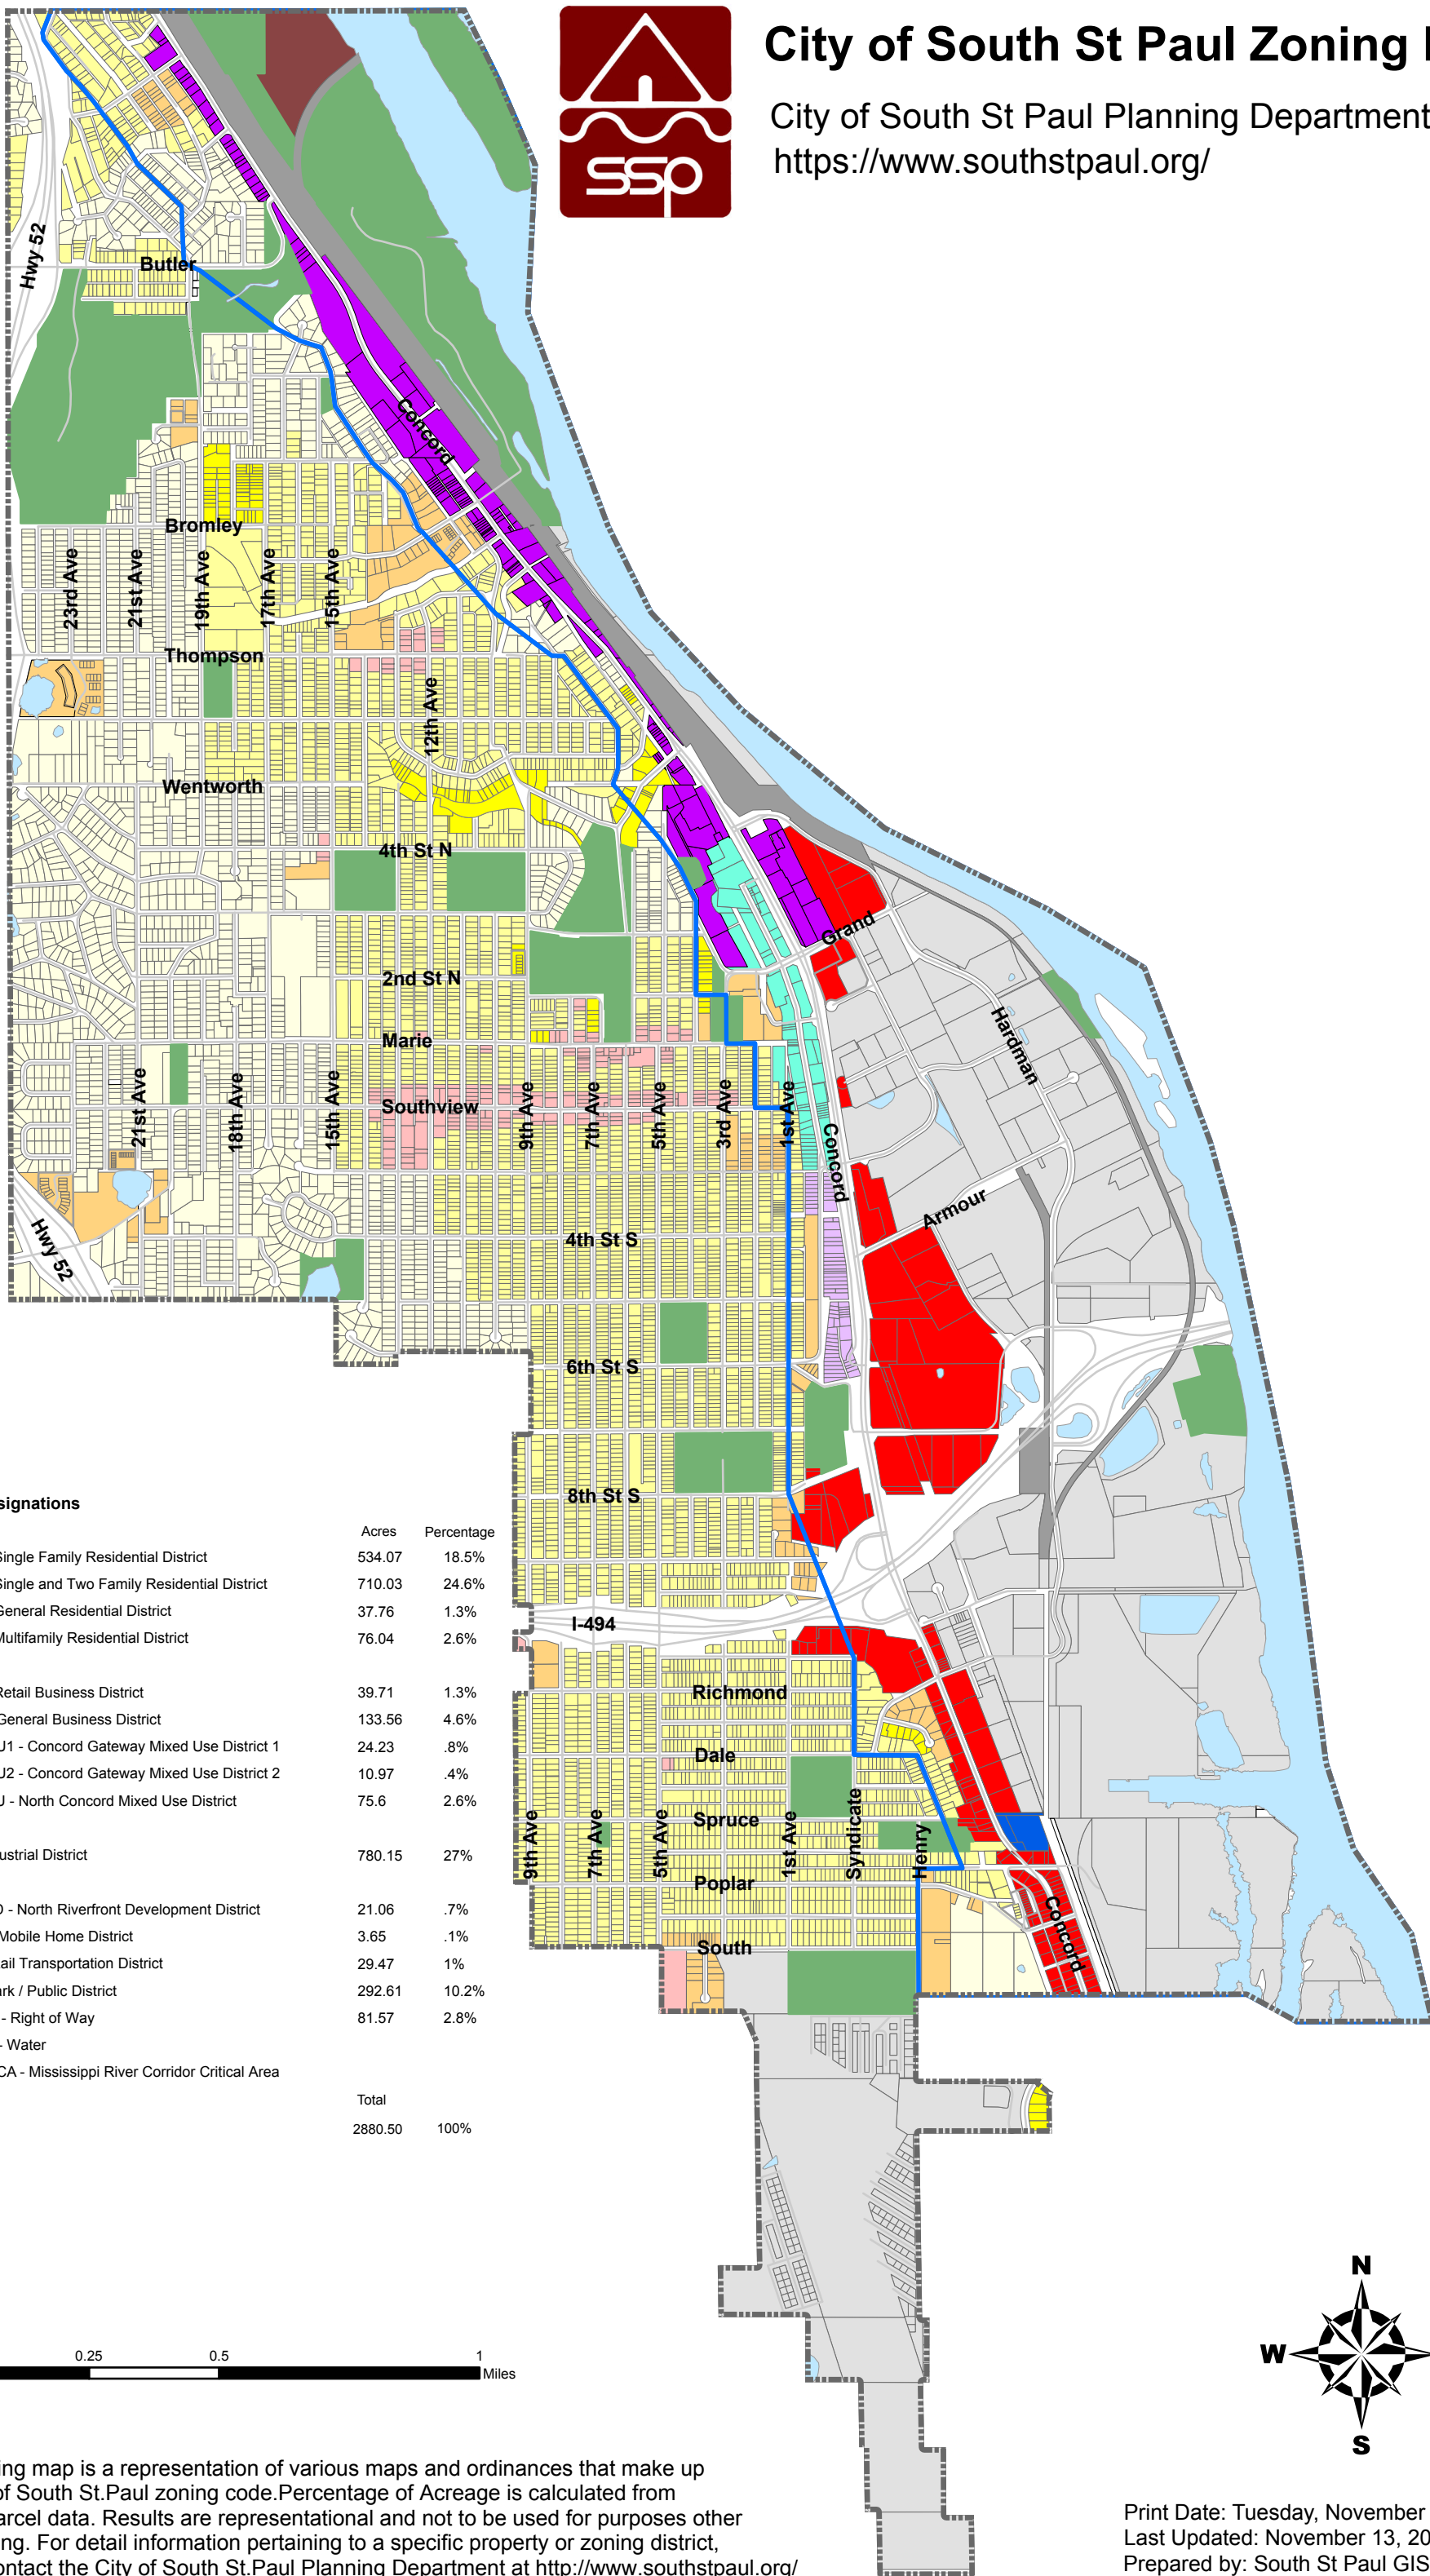 City of South St Paul Zoning
City of South St Paul Planning Department
https://www.southstpaul.org/
ssp
Hwy 52
Butler
Concord
Bromley
23rd Ave
21st Ave
19th Ave
17th Ave
15th Ave
Thompson
12th Ave
Wentworth
4th St N
Grand
2nd St N
Hardman
Marie
21st Ave
18th Ave
15th Ave
Southview
9th Ave
7th Ave
5th Ave
3rd Ave
1st Ave
Concord
Armour
Hwy 52
4th St S
6th St S
8th St S
I-494
Richmond
Dale
Spruce
9th Ave
7th Ave
5th Ave
1st Ave
Syndicate
Henry
Poplar
South
Concord
signations
Acres Percentage
Single Family Residential District 534.07 18.5%
Single and Two Family Residential District 710.03 24.6%
General Residential District 37.76 1.3%
Multifamily Residential District 76.04 2.6%
Retail Business District 39.71 1.3%
General Business District 133.56 4.6%
U1 - Concord Gateway Mixed Use District 1 24.23 .8%
U2 - Concord Gateway Mixed Use District 2 10.97 .4%
U - North Concord Mixed Use District 75.6 2.6%
ustrial District 780.15 27%
D - North Riverfront Development District 21.06 .7%
Mobile Home District 3.65 .1%
ail Transportation District 29.47 1%
ark / Public District 292.61 10.2%
- Right of Way 81.57 2.8%
- Water
CA - Mississippi River Corridor Critical Area
Total
2880.50 100%
0.25 0.5 1
Miles
N
W
S
ing map is a representation of various maps and ordinances that make up
of South St.Paul zoning code.Percentage of Acreage is calculated from
arcel data. Results are representational and not to be used for purposes other
ing. For detail information pertaining to a specific property or zoning district,
ontact the City of South St.Paul Planning Department at http://www.southstpaul.org/
Print Date: Tuesday, November
Last Updated: November 13, 20
Prepared by: South St Paul GIS